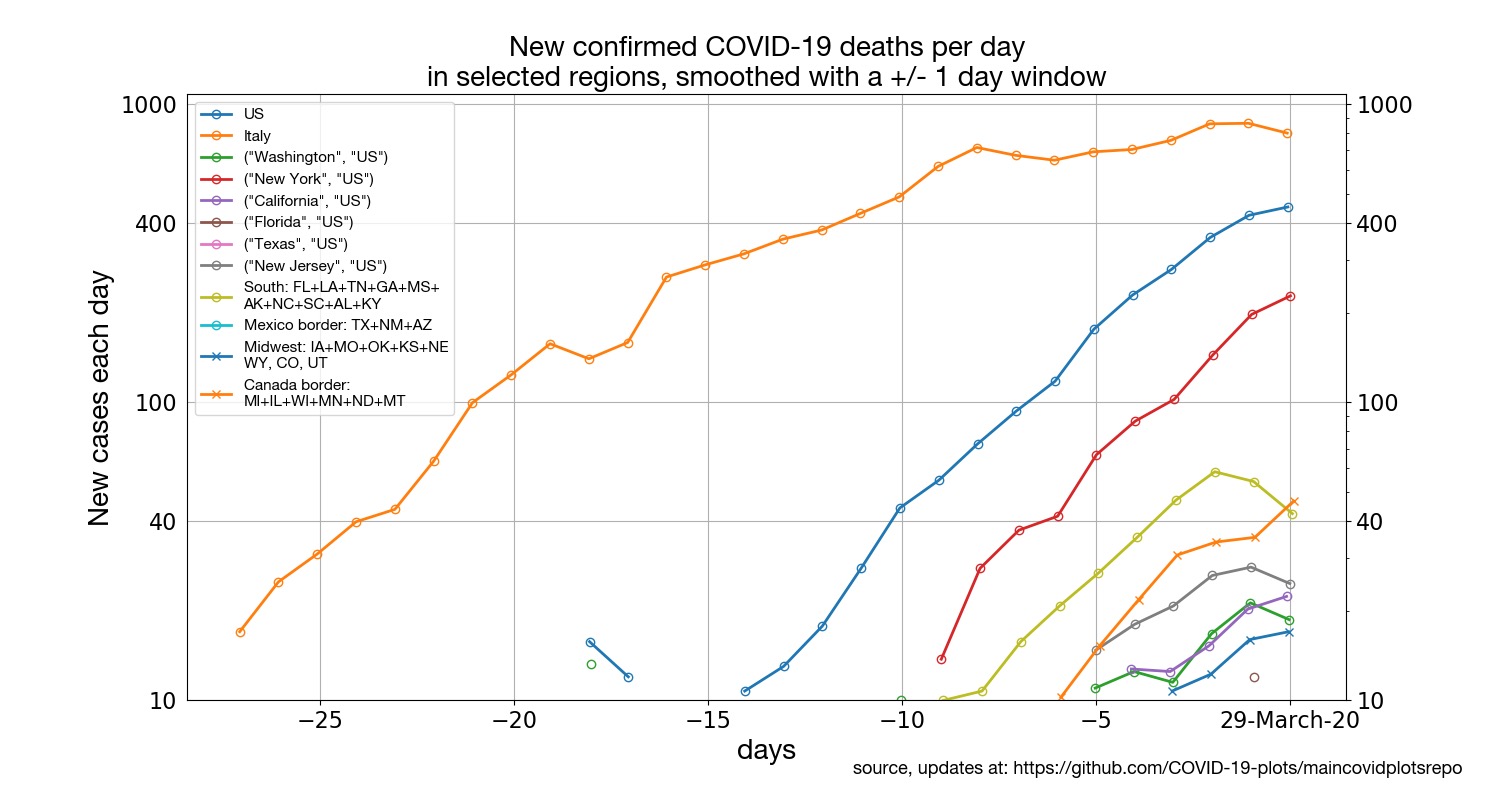 New confirmed COVID-19 deaths per day
in selected regions, smoothed with a +/- 1 day window
1000
400
100
40
10
New cases each day
US
Italy
("Washington", "US")
("New York", "US")
("California", "US")
("Florida", "US")
("Texas", "US")
("New Jersey", "US")
South: FL+LA+TN+GA+MS+
AK+NC+SC+AL+KY
Mexico border: TX+NM+AZ
Midwest: IA+MO+OK+KS+NE
WY, CO, UT
Canada border:
MI+IL+WI+MN+ND+MT
1000
400
100
40
10
−25
−20
−15
−10
−5
29-March-20
days
source, updates at: https://github.com/COVID-19-plots/maincovidplotsrepo